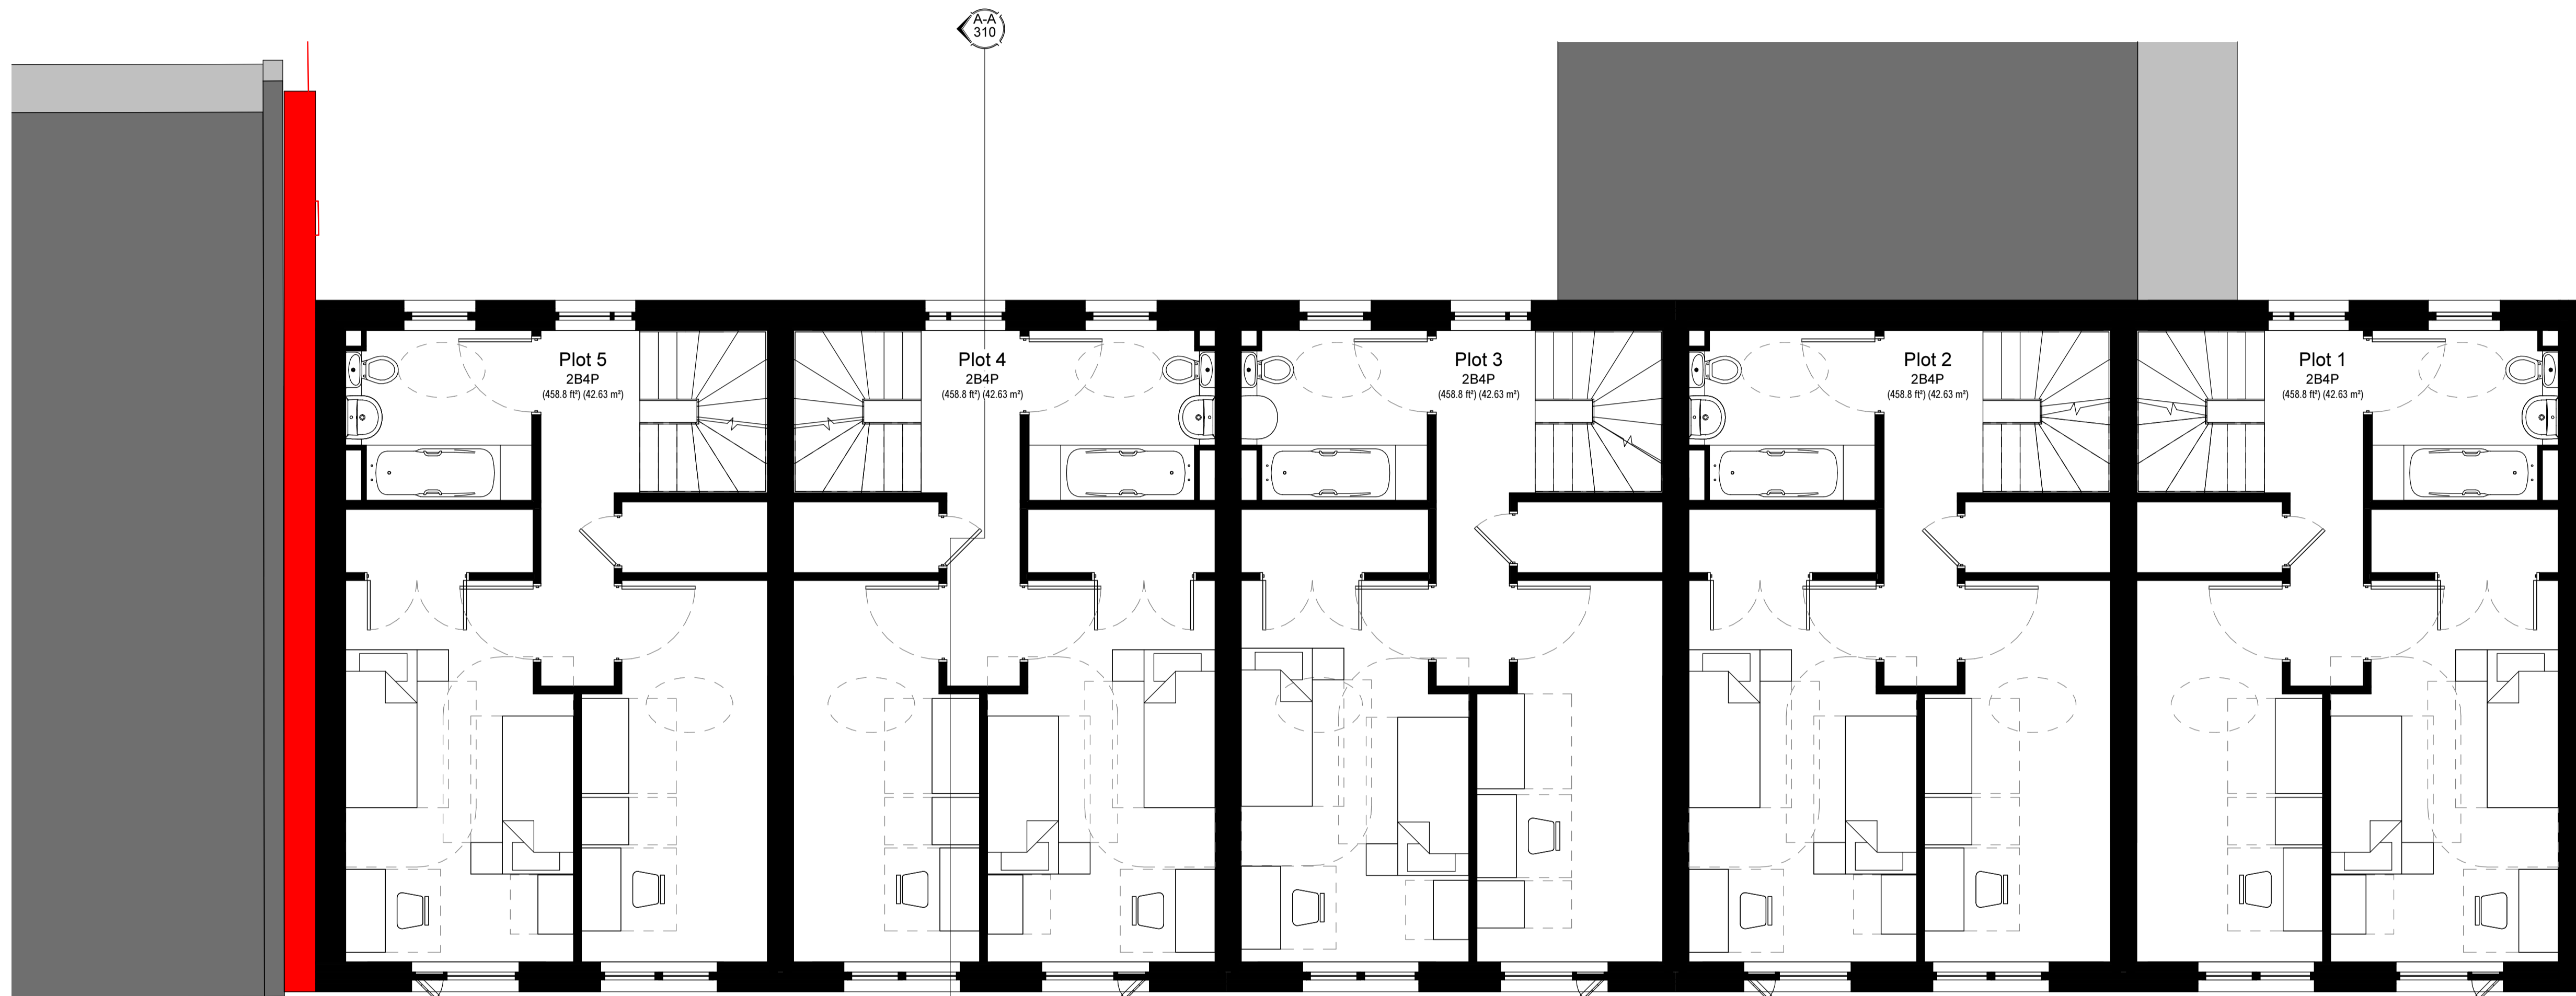 A-A
310
Plot 5
2B4P
(458.8 ft²) (42.63 m²)
Plot 4
2B4P
(458.8 ft²) (42.63 m²)
Plot 3
2B4P
(458.8 ft²) (42.63 m²)
Plot 2
2B4P
(458.8 ft²) (42.63 m²)
Plot 1
2B4P
(458.8 ft²) (42.63 m²)